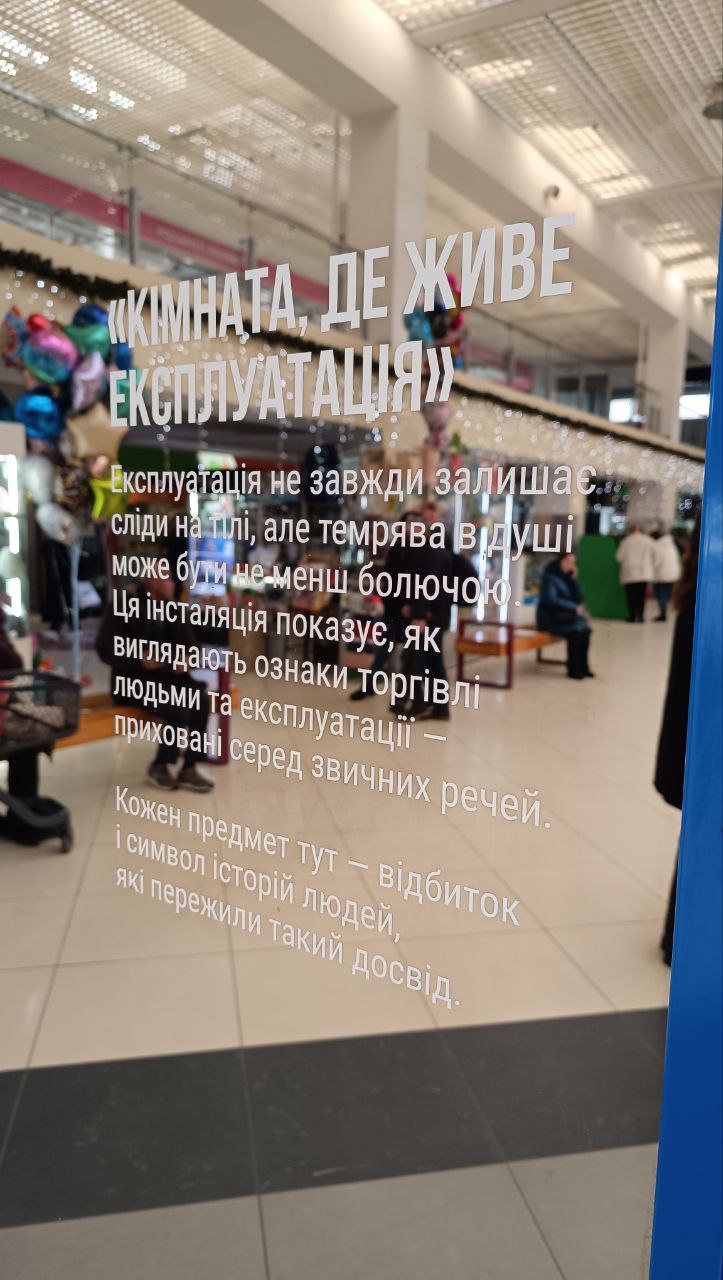 «КІМНАТА, ДЕ ЖИВЕ
ЕКСПЛУАТАЦІЯ»
Експлуатація не завжди залишає
сліди на тілі, але темрява в душі
може бути не менш болючою.
Ця інсталяція показує, як
виглядають ознаки торгівлі
людьми та експлуатації —
приховані серед звичних речей.
Кожен предмет тут — відбиток
і символ історій людей,
які пережили такий досвід.